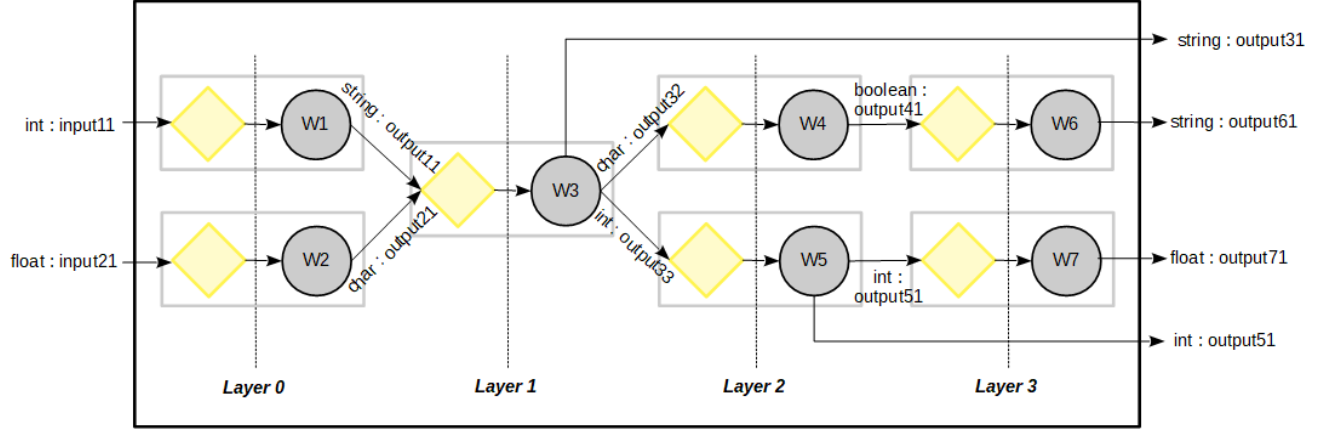 string : output31
int : input11
W1
string : output11
char : output32
W4
boolean :
output41
W6
string : output61
W3
float : input21
W2
char : output21
int : output33
W5
int :
output51
W7
float : output71
int : output51
Layer 0
Layer 1
Layer 2
Layer 3